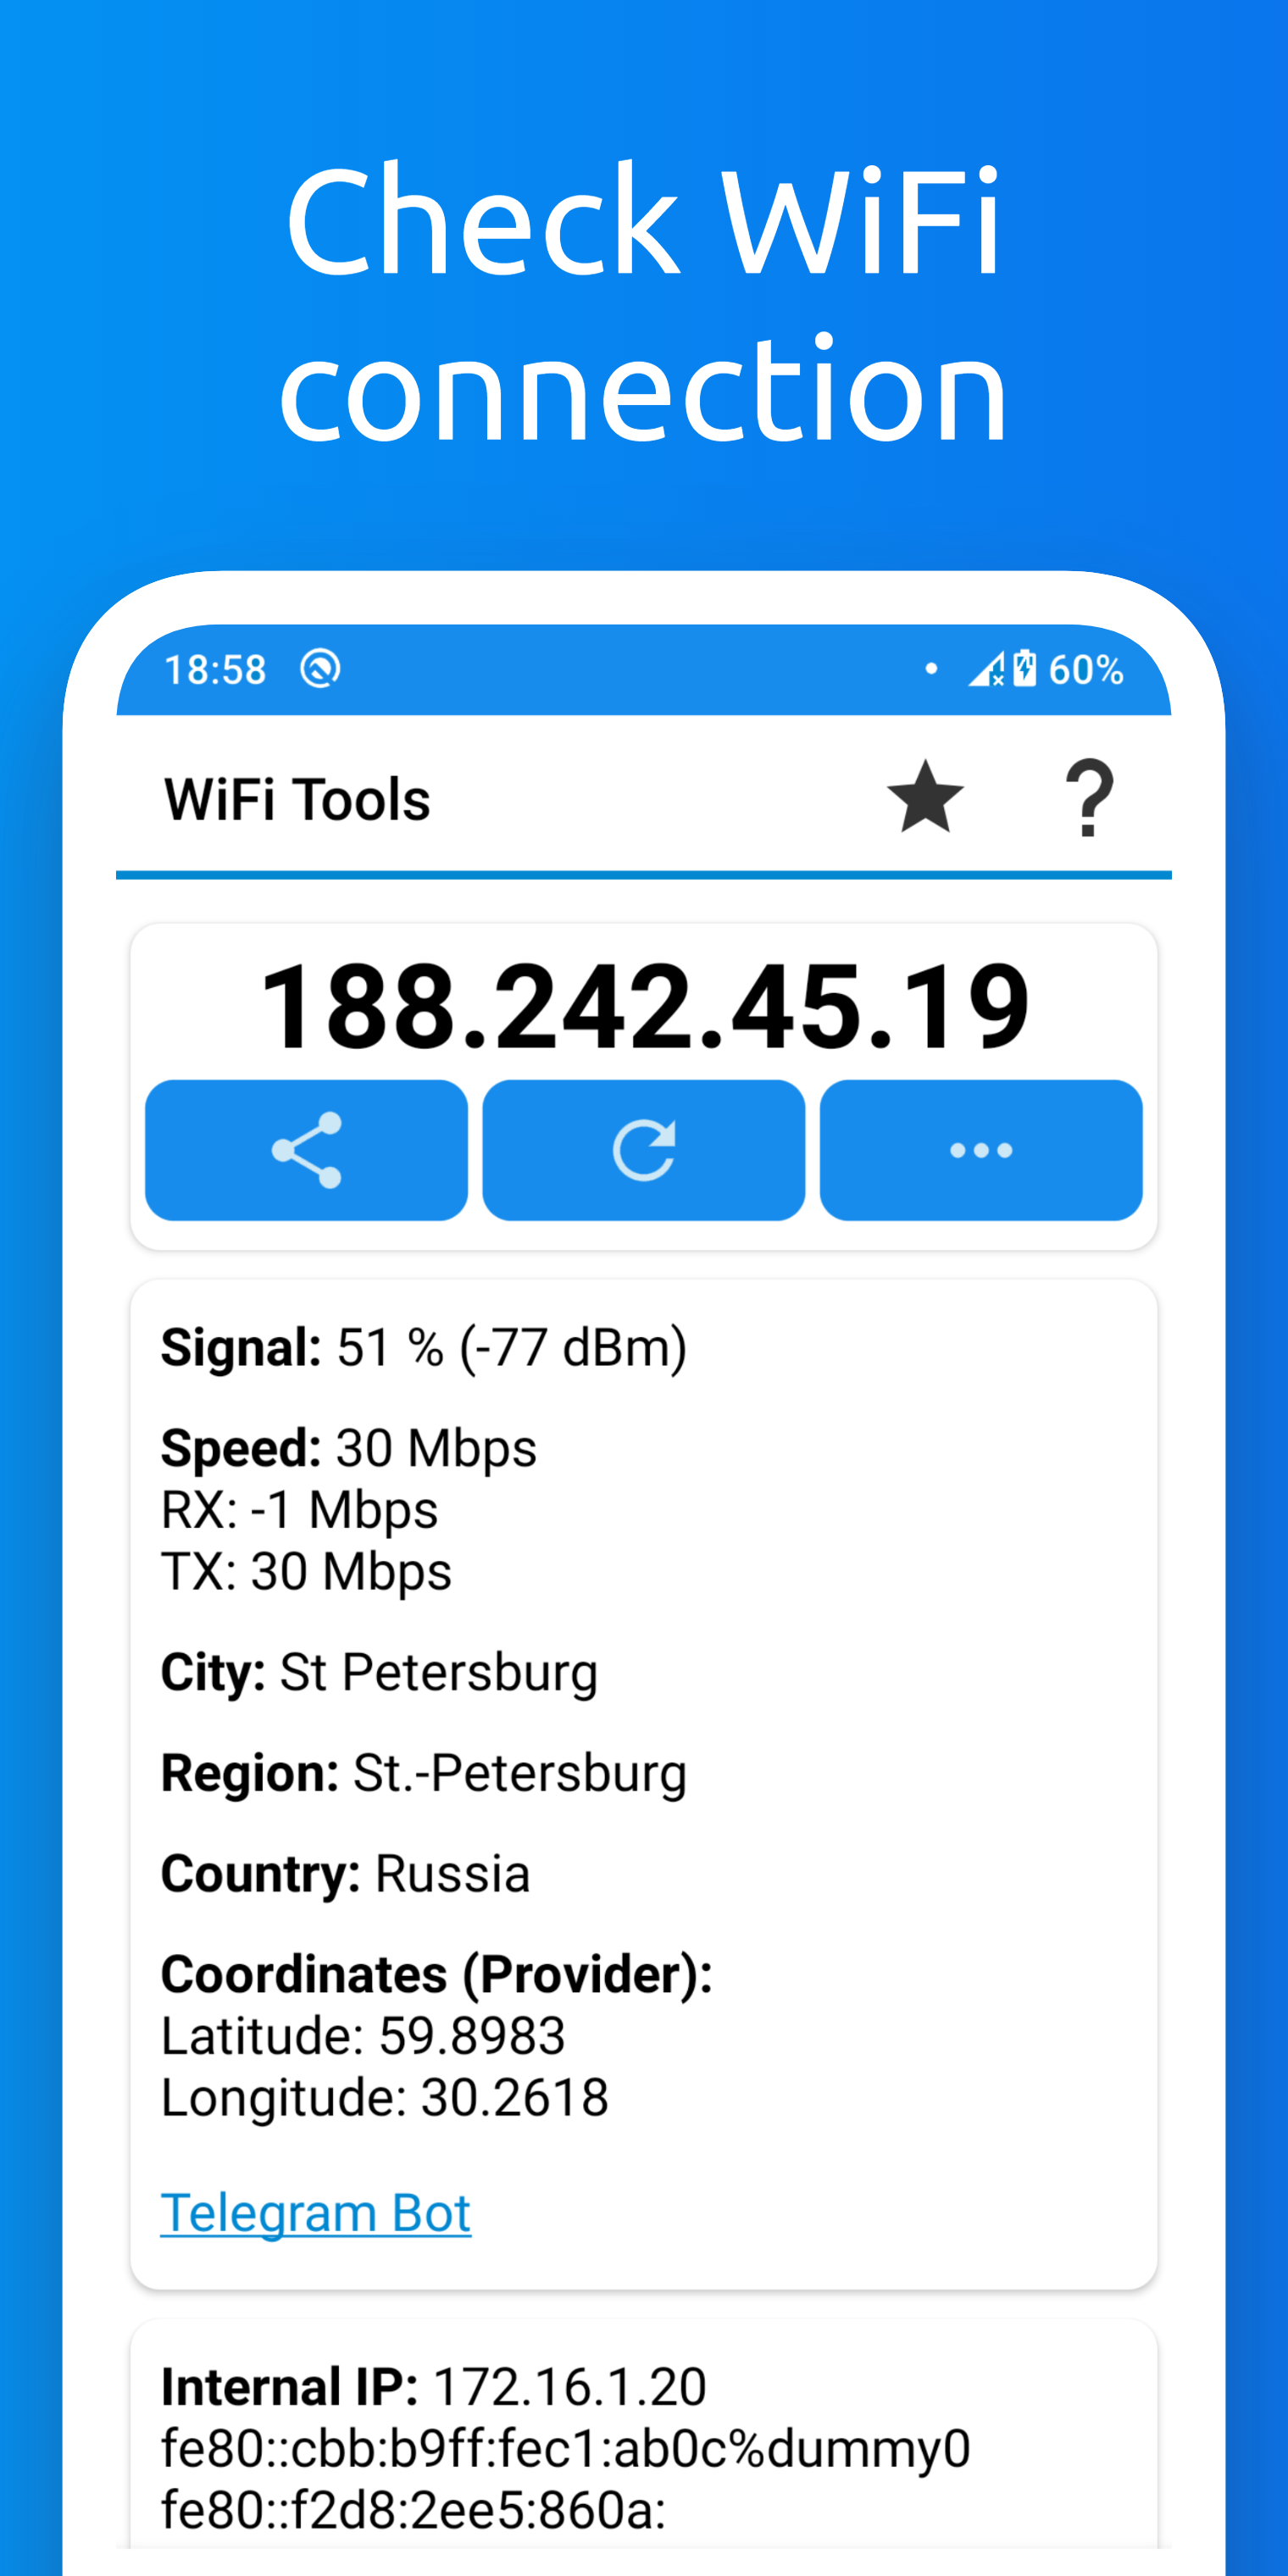 Check WiFi
connection
18:58
60%
WiFi Tools
188.242.45.19
Signal: 51 % (-77 dBm)
Speed: 30 Mbps
RX: -1 Mbps
TX: 30 Mbps
City: St Petersburg
Region: St.-Petersburg
Country: Russia
Coordinates (Provider):
Latitude: 59.8983
Longitude: 30.2618
Telegram Bot
Internal IP: 172.16.1.20
fe80::cbb:b9ff:fec1:ab0c%dummy0
fe80::f2d8:2ee5:860a: